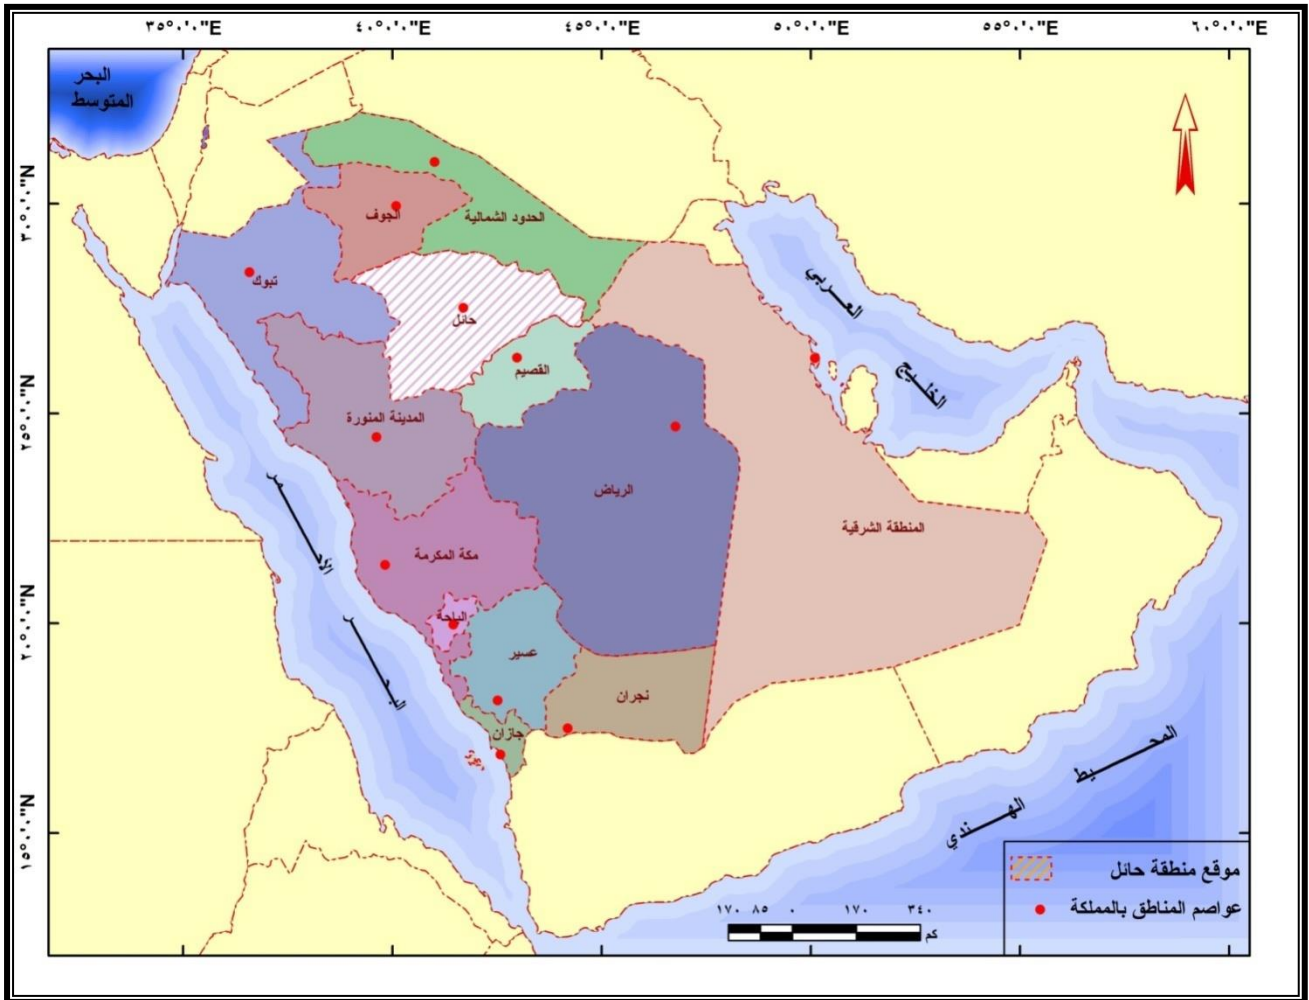 ٣٥°٠'٠"E
٤٠°٠'٠"E
٤٥°٠'٠"E
٥٠°٠'٠"E
٥٥°٠'٠"E
٦٠°٠'٠"E
البحر
المتوسط
٣٠°٠'٠"N
٢٥°٠'٠"N
٢٠°٠'٠"N
١٥°٠'٠"N
الحدود الشمالية
الجوف
تبوك
حائل
القصيم
المدينة المنورة
الرياض
المنطقة الشرقية
مكة المكرمة
الباحة
عسير
نجران
جازان
الخليج
العربي
البحر
الأحمر
المحيط
الهندي
موقع منطقة حائل
عواصم المناطق بالمملكة
١٧٠ ٨٥ ٠ ١٧٠ ٣٤٠
كم